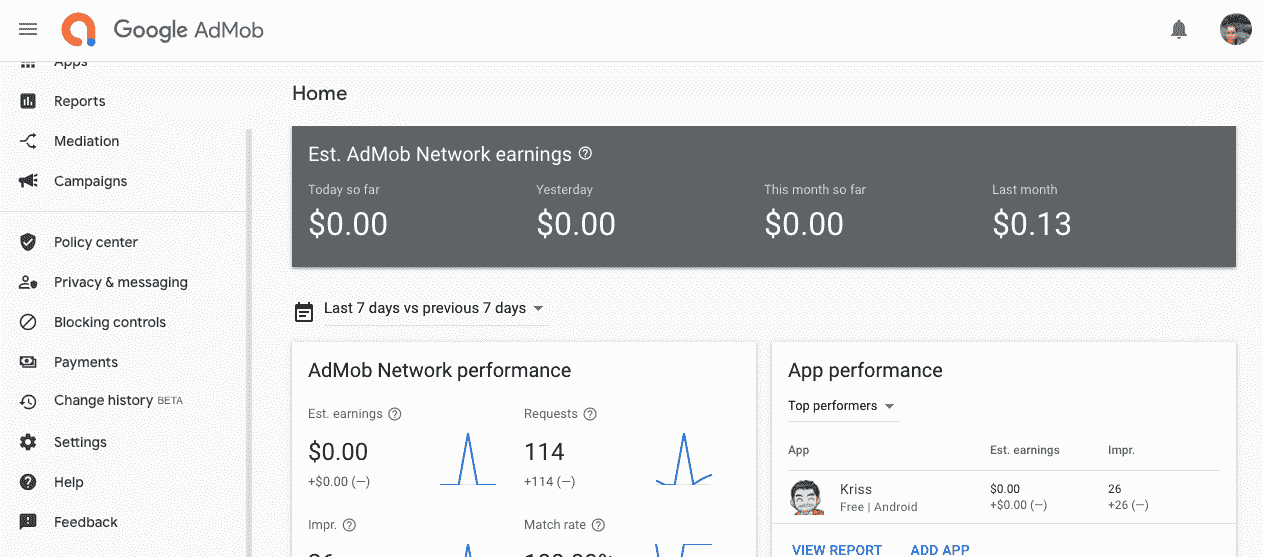 Google AdMob
Apps
Reports
Mediation
Campaigns
Policy center
Privacy & messaging
Blocking controls
Payments
Change history BETA
Settings
Help
Feedback
Home
Est. AdMob Network earnings
Today so far
$0.00
Yesterday
$0.00
This month so far
$0.00
Last month
$0.13
Last 7 days vs previous 7 days
AdMob Network performance
Est. earnings
$0.00
+$0.00 (—)
Requests
114
+114 (—)
Impr.
Match rate
App performance
Top performers
App Est. earnings Impr.
Kriss $0.00 26
Free | Android +$0.00 (—) +26 (—)
VIEW REPORT ADD APP